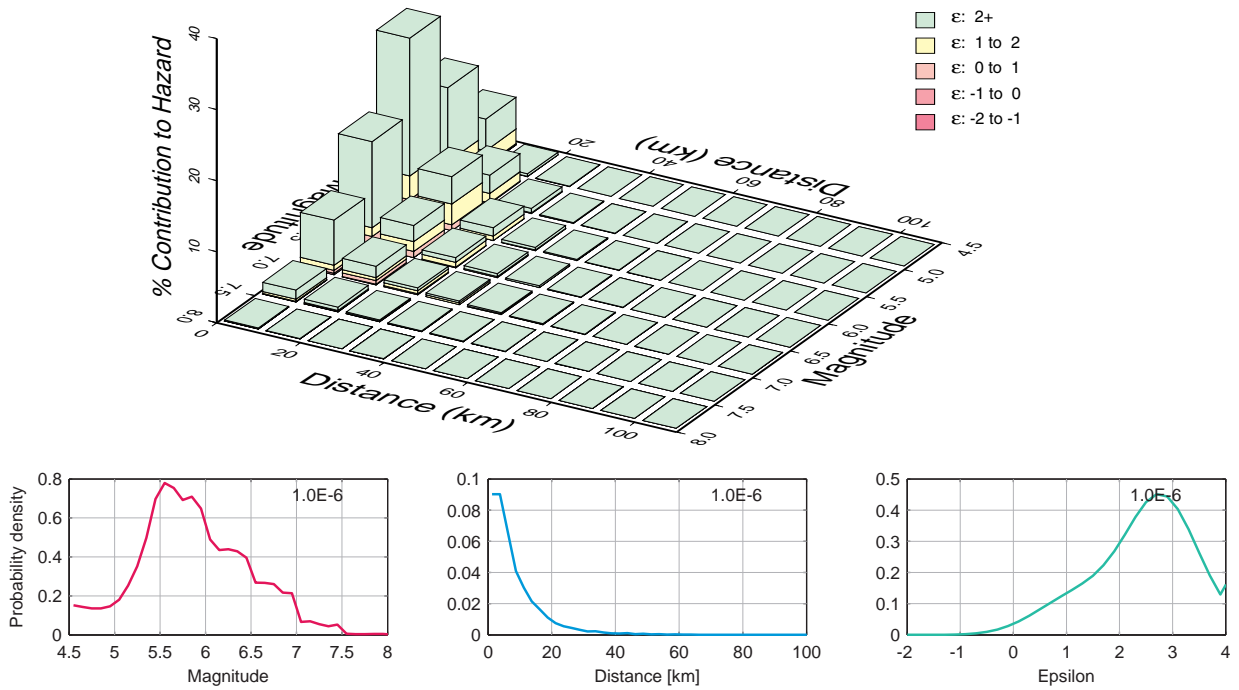 ε: 2+
ε: 1 to 2
ε: 0 to 1
ε: -1 to 0
ε: -2 to -1
% Contribution to Hazard
40
30
20
10
0
20
40
60
80
100
Distance (km)
20
40
60
80
100
Distance (km)
4.5
5.0
5.5
6.0
6.5
7.0
7.5
8.0
Magnitude
Magnitude
7.0
7.5
8.0
Probability density
0.8
0.6
0.4
0.2
0
4.5 5 5.5 6 6.5 7 7.5 8
Magnitude
1.0E-6
0.1
0.08
0.06
0.04
0.02
0
0 20 40 60 80 100
Distance [km]
1.0E-6
0.5
0.4
0.3
0.2
0.1
0
-2 -1 0 1 2 3 4
Epsilon
1.0E-6